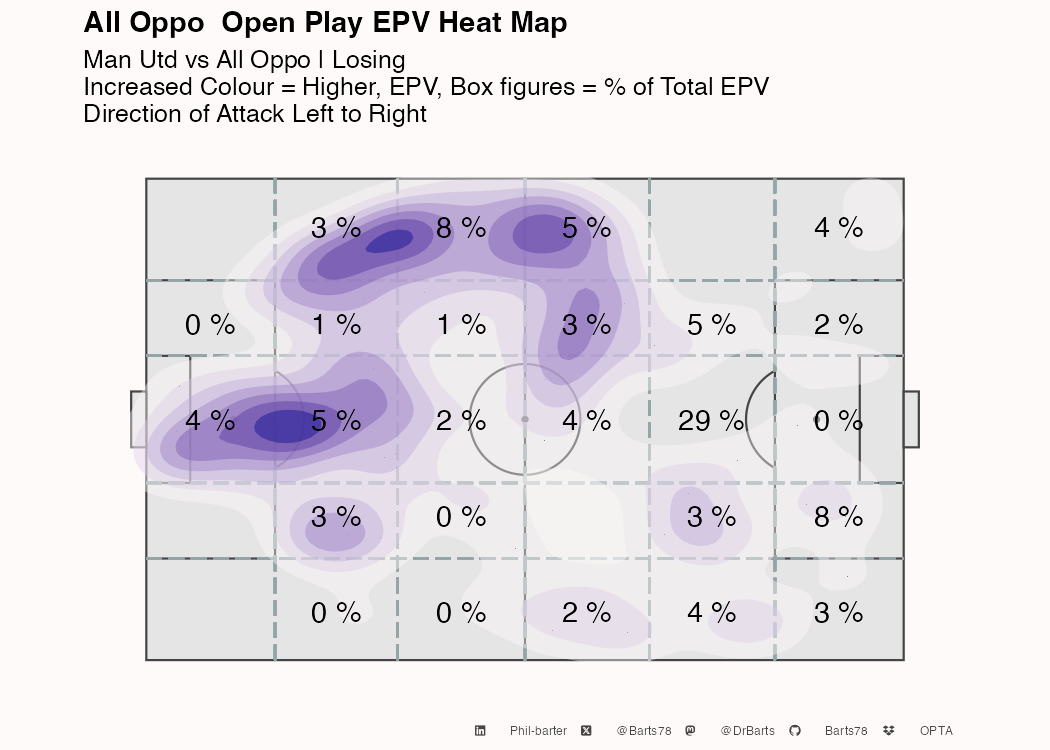 All Oppo  Open Play EPV Heat Map
Man Utd vs All Oppo | Losing
Increased Colour = Higher, EPV, Box figures = % of Total EPV
Direction of Attack Left to Right
3 % 8 % 5 % 4 %
0 % 1 % 1 % 3 % 5 % 2 %
4 % 5 % 2 % 4 % 29 % 0 %
3 % 0 % 3 % 8 %
0 % 0 % 2 % 4 % 3 %
Phil-barter @Barts78 @DrBarts Barts78 OPTA